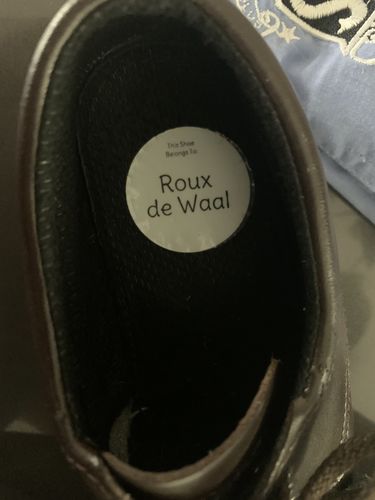 This Shoe
Belongs To:
Roux
de Waal
S